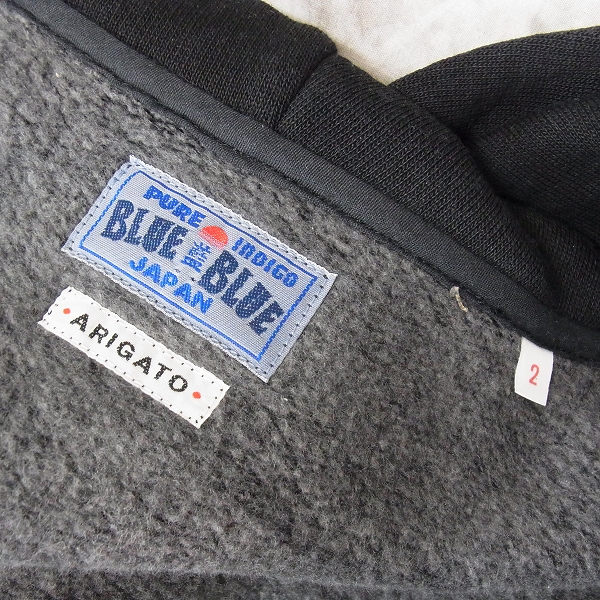 PURE INDIGO
BLUE BLUE
JAPAN
• ARIGATO •
2